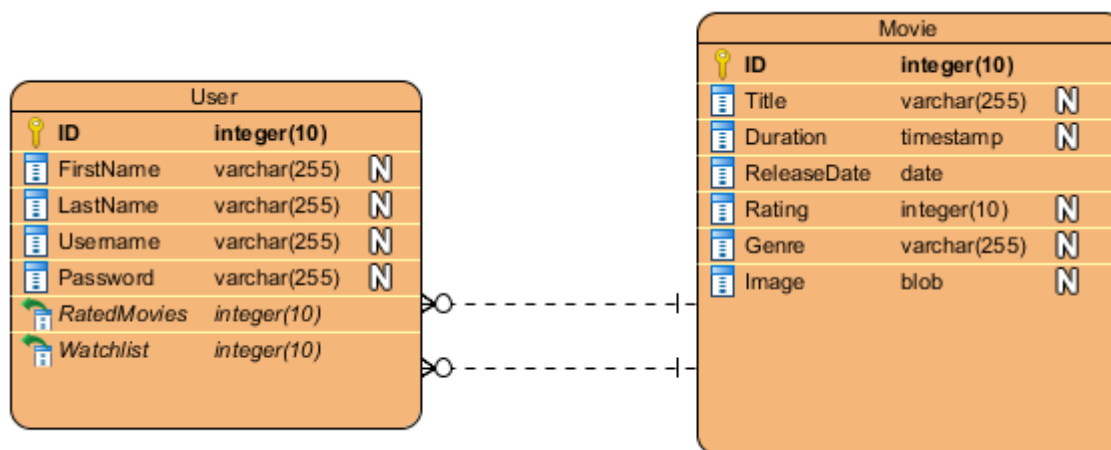 User
ID integer(10)
FirstName varchar(255) N
LastName varchar(255) N
Username varchar(255) N
Password varchar(255) N
RatedMovies integer(10)
Watchlist integer(10)
Movie
ID integer(10)
Title varchar(255) N
Duration timestamp N
ReleaseDate date
Rating integer(10) N
Genre varchar(255) N
Image blob N